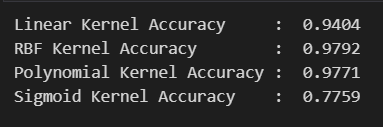 Linear Kernel Accuracy     :  0.9404
RBF Kernel Accuracy        :  0.9792
Polynomial Kernel Accuracy :  0.9771
Sigmoid Kernel Accuracy    :  0.7759